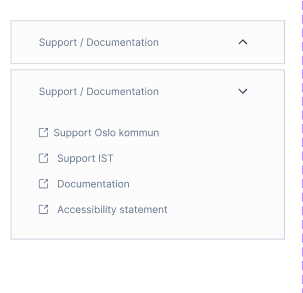 Support / Documentation
Support / Documentation
Support Oslo kommun
Support IST
Documentation
Accessibility statement